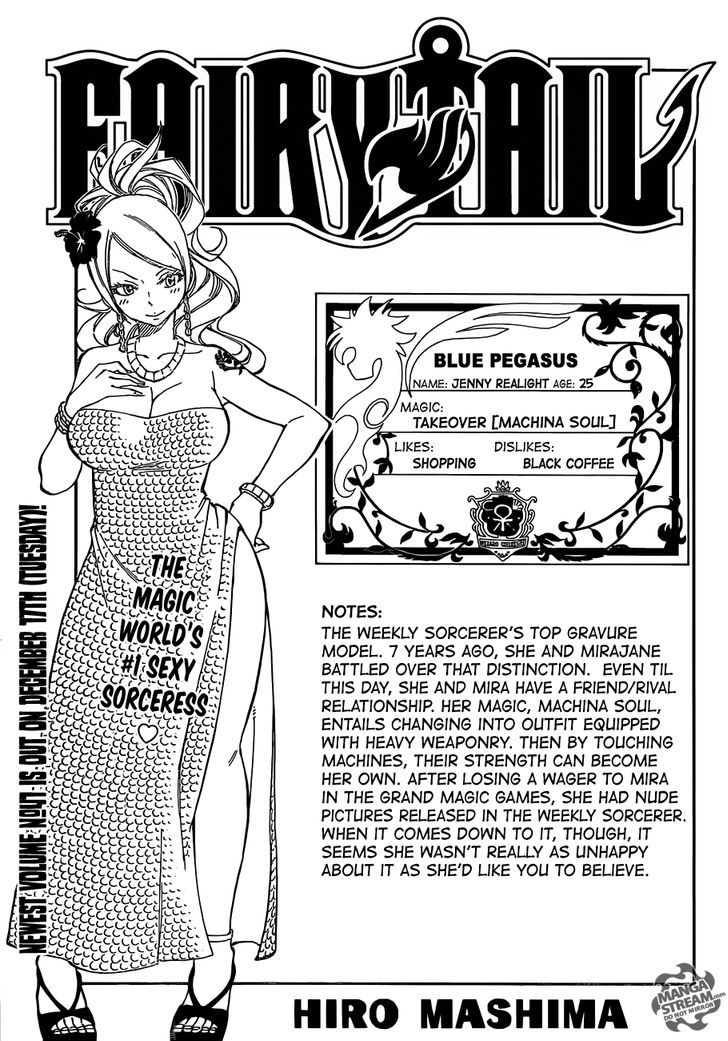 FAIRY TAIL
BLUE PEGASUS
NAME: JENNY REALIGHT AGE: 25
MAGIC:
TAKEOVER [MACHINA SOUL]
LIKES: DISLIKES:
SHOPPING BLACK COFFEE
THE
MAGIC
WORLD'S
#1 SEXY
SORCERESS
NEWEST VOLUME NO47 IS OUT ON DECEMBER 17TH (TUESDAY)!
NOTES:
THE WEEKLY SORCERER'S TOP GRAVURE
MODEL. 7 YEARS AGO, SHE AND MIRAJANE
BATTLED OVER THAT DISTINCTION. EVEN TIL
THIS DAY, SHE AND MIRA HAVE A FRIEND/RIVAL
RELATIONSHIP. HER MAGIC, MACHINA SOUL,
ENTAILS CHANGING INTO OUTFIT EQUIPPED
WITH HEAVY WEAPONRY. THEN BY TOUCHING
MACHINES, THEIR STRENGTH CAN BECOME
HER OWN. AFTER LOSING A WAGER TO MIRA
IN THE GRAND MAGIC GAMES, SHE HAD NUDE
PICTURES RELEASED IN THE WEEKLY SORCERER.
WHEN IT COMES DOWN TO IT, THOUGH, IT
SEEMS SHE WASN'T REALLY AS UNHAPPY
ABOUT IT AS SHE'D LIKE YOU TO BELIEVE.
HIRO MASHIMA
MANGA
STREAM.com
DO NOT MIRROR